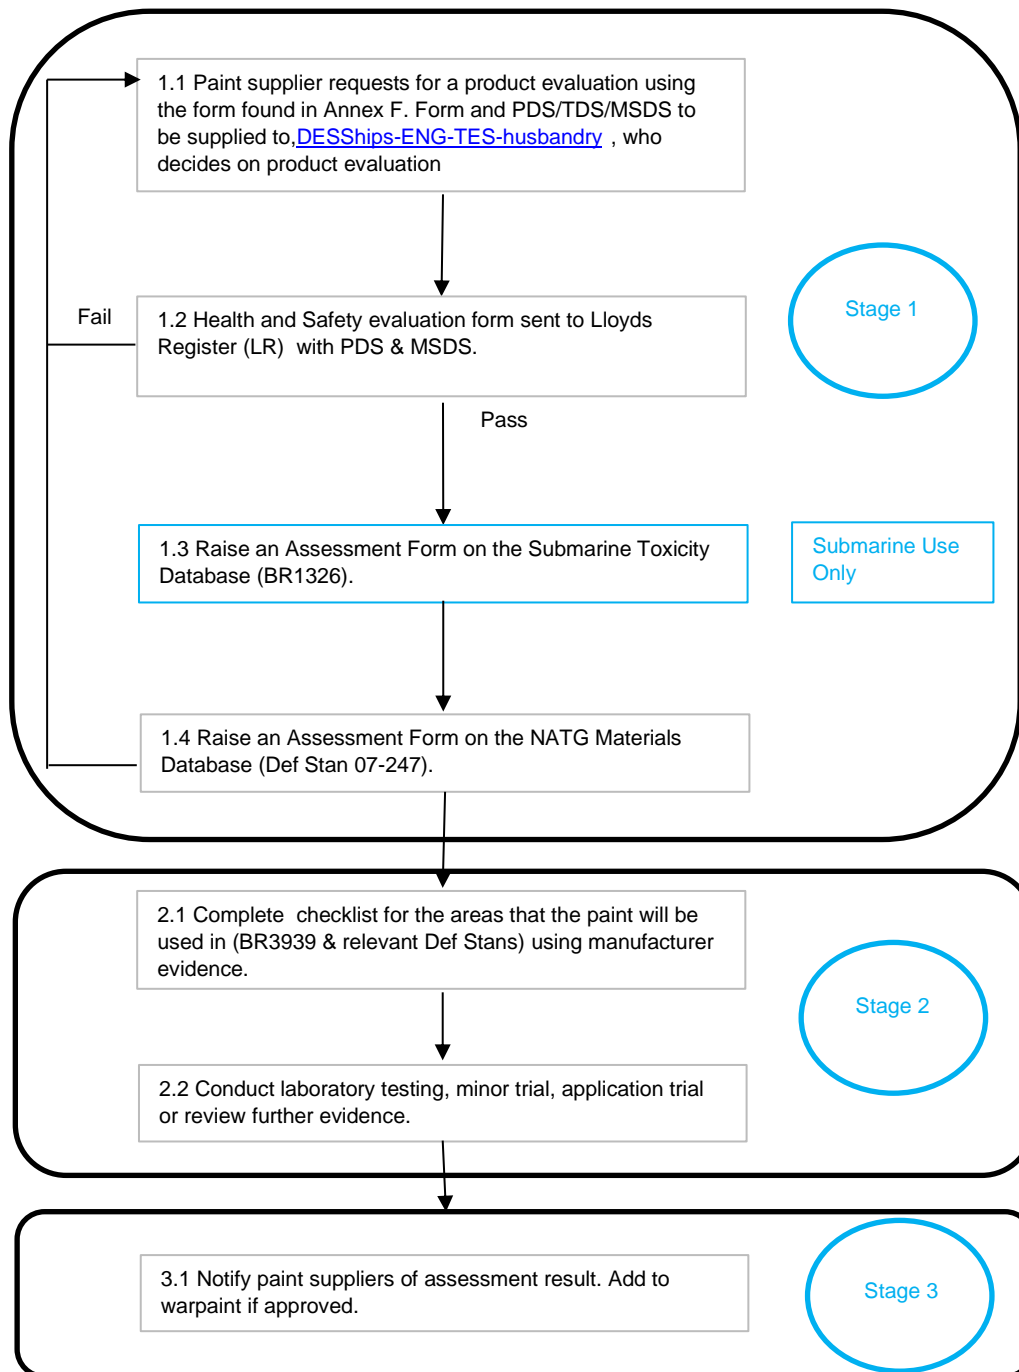 1.1 Paint supplier requests for a product evaluation using
the form found in Annex F. Form and PDS/TDS/MSDS to
be supplied to,DESShips-ENG-TES-husbandry , who
decides on product evaluation
Stage 1
Fail
1.2 Health and Safety evaluation form sent to Lloyds
Register (LR) with PDS & MSDS.
Pass
1.3 Raise an Assessment Form on the Submarine Toxicity
Database (BR1326).
Submarine Use
Only
1.4 Raise an Assessment Form on the NATG Materials
Database (Def Stan 07-247).
2.1 Complete checklist for the areas that the paint will be
used in (BR3939 & relevant Def Stans) using manufacturer
evidence.
Stage 2
2.2 Conduct laboratory testing, minor trial, application trial
or review further evidence.
3.1 Notify paint suppliers of assessment result. Add to
warpaint if approved.
Stage 3